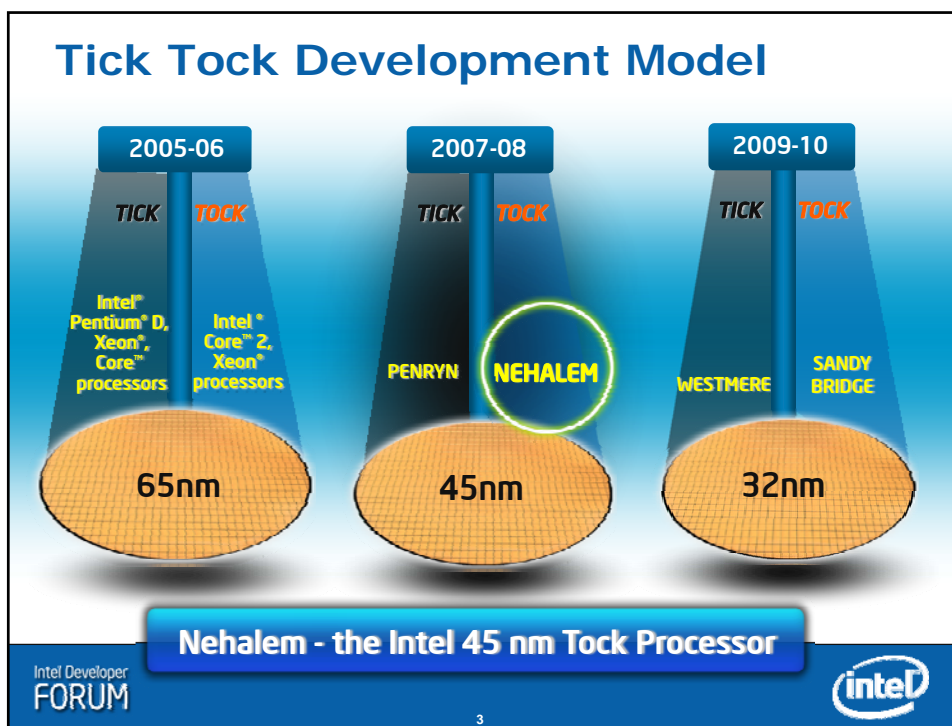 Tick Tock Development Model
2005-06
TICK TOCK
Intel®
Pentium® D,
Xeon®,
Core™
processors
Intel ®
Core™ 2,
Xeon®
processors
65nm
2007-08
TICK TOCK
PENRYN
NEHALEM
45nm
2009-10
TICK TOCK
WESTMERE
SANDY
BRIDGE
32nm
Nehalem - the Intel 45 nm Tock Processor
Intel Developer
FORUM
3
intel